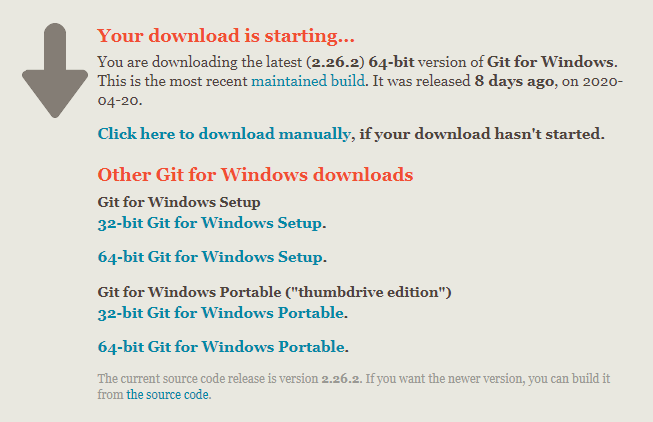 Your download is starting...
You are downloading the latest (2.26.2) 64-bit version of Git for Windows.
This is the most recent maintained build. It was released 8 days ago, on 2020-
04-20.
Click here to download manually, if your download hasn't started.
Other Git for Windows downloads
Git for Windows Setup
32-bit Git for Windows Setup.
64-bit Git for Windows Setup.
Git for Windows Portable ("thumbdrive edition")
32-bit Git for Windows Portable.
64-bit Git for Windows Portable.
The current source code release is version 2.26.2. If you want the newer version, you can build it
from the source code.